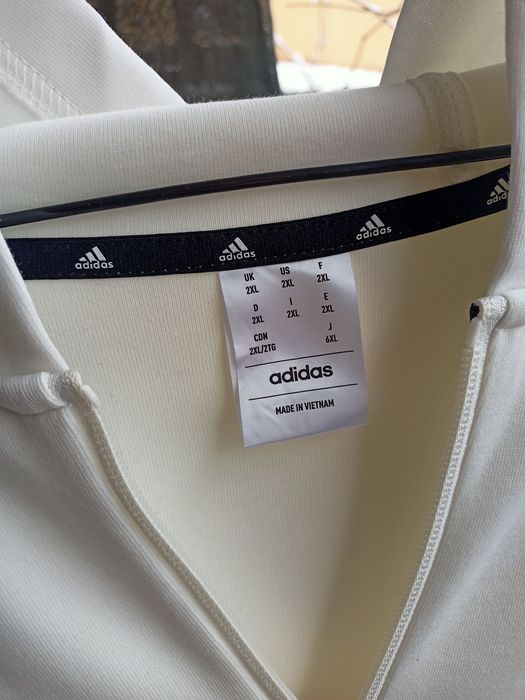 adidas
adidas
adidas
adidas
UK US F
2XL 2XL 2XL
D I E
2XL 2XL 2XL
CDN J
2XL/2TG 6XL
adidas
MADE IN VIETNAM